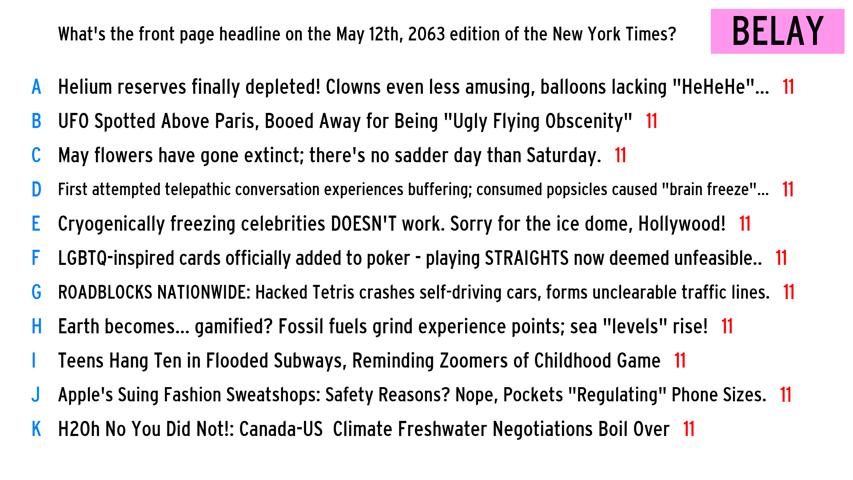 What's the front page headline on the May 12th, 2063 edition of the New York Times?
BELAY
A Helium reserves finally depleted! Clowns even less amusing, balloons lacking "HeHeHe"... 11
B UFO Spotted Above Paris, Booed Away for Being "Ugly Flying Obscenity" 11
C May flowers have gone extinct; there's no sadder day than Saturday. 11
D First attempted telepathic conversation experiences buffering; consumed popsicles caused "brain freeze"... 11
E Cryogenically freezing celebrities DOESN'T work. Sorry for the ice dome, Hollywood! 11
F LGBTQ-inspired cards officially added to poker - playing STRAIGHTS now deemed unfeasible.. 11
G ROADBLOCKS NATIONWIDE: Hacked Tetris crashes self-driving cars, forms unclearable traffic lines. 11
H Earth becomes... gamified? Fossil fuels grind experience points; sea "levels" rise! 11
I Teens Hang Ten in Flooded Subways, Reminding Zoomers of Childhood Game 11
J Apple's Suing Fashion Sweatshops: Safety Reasons? Nope, Pockets "Regulating" Phone Sizes. 11
K H20h No You Did Not!: Canada-US Climate Freshwater Negotiations Boil Over 11